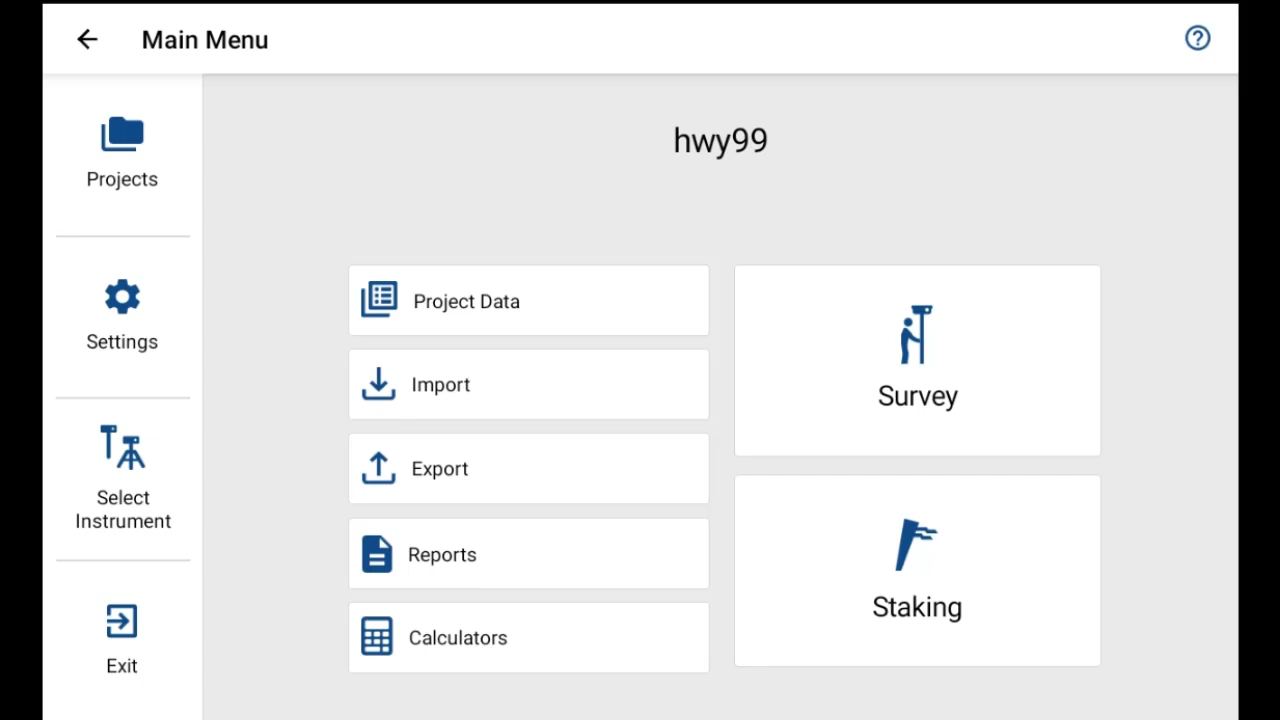 Main Menu
Projects
Settings
Select
Instrument
Exit
hwy99
Project Data
Import
Export
Reports
Calculators
Survey
Staking